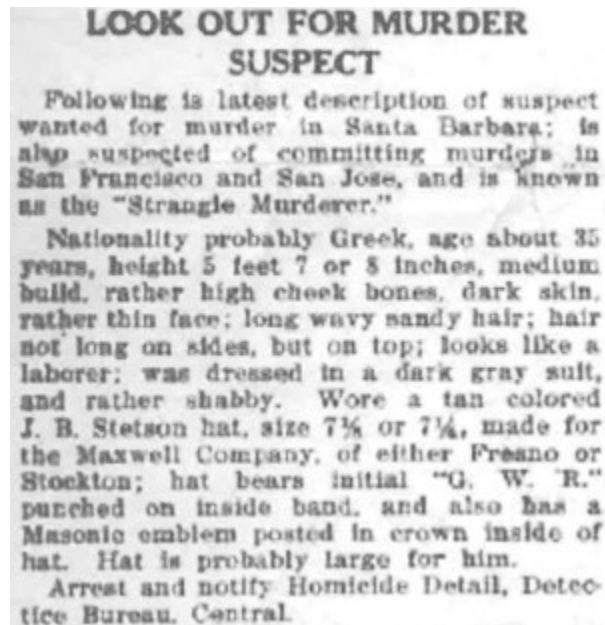 LOOK OUT FOR MURDER
SUSPECT
Following is latest description of suspect
wanted for murder in Santa Barbara; is
also suspected of committing murders in
San Francisco and San Jose, and is known
as the "Strangle Murderer."
Nationality probably Greek, age about 35
years, height 5 feet 7 or 8 inches, medium
build, rather high cheek bones, dark skin,
rather thin face; long wavy sandy hair; hair
not long on sides, but on top; looks like a
laborer; was dressed in a dark gray suit,
and rather shabby. Wore a tan colored
J. B. Stetson hat, size 7⅜ or 7¼, made for
the Maxwell Company, of either Fresno or
Stockton; hat bears initial "G. W. R."
punched on inside band, and also has a
Masonic emblem posted in crown inside of
hat. Hat is probably large for him.
Arrest and notify Homicide Detail, Detec-
tice Bureau, Central.